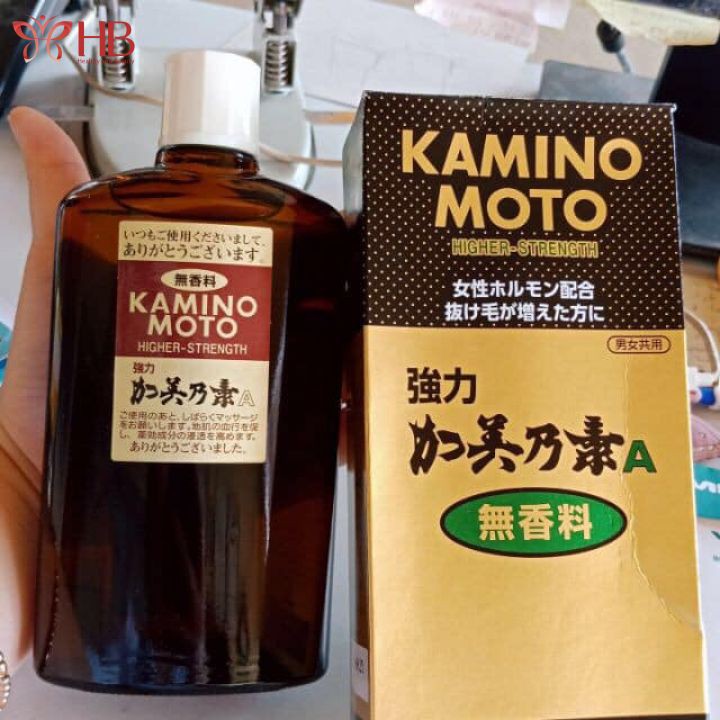 HB
いつもご使用くださいまして、
ありがとうございます。
無香料
KAMINO
MOTO
HIGHER-STRENGTH
強力
加美乃素A
ご使用のあと、しばらくマッサージ
をお願いします。地肌の血行を促
し、薬効成分の浸透を高めます。
ありがとうございました。
KAMINO
MOTO
HIGHER-STRENGTH
女性ホルモン配合
抜け毛が増えた方に
男女共用
強力
加美乃素A
無香料